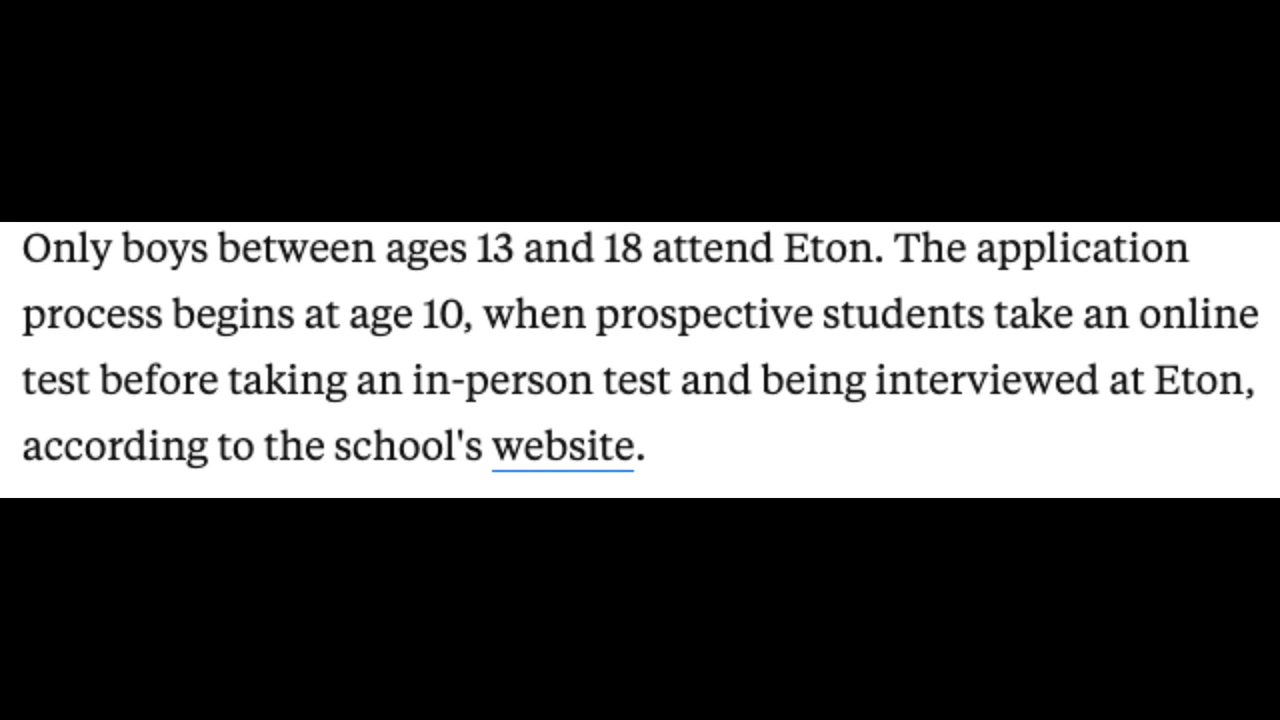 Only boys between ages 13 and 18 attend Eton. The application
process begins at age 10, when prospective students take an online
test before taking an in-person test and being interviewed at Eton,
according to the school's website.